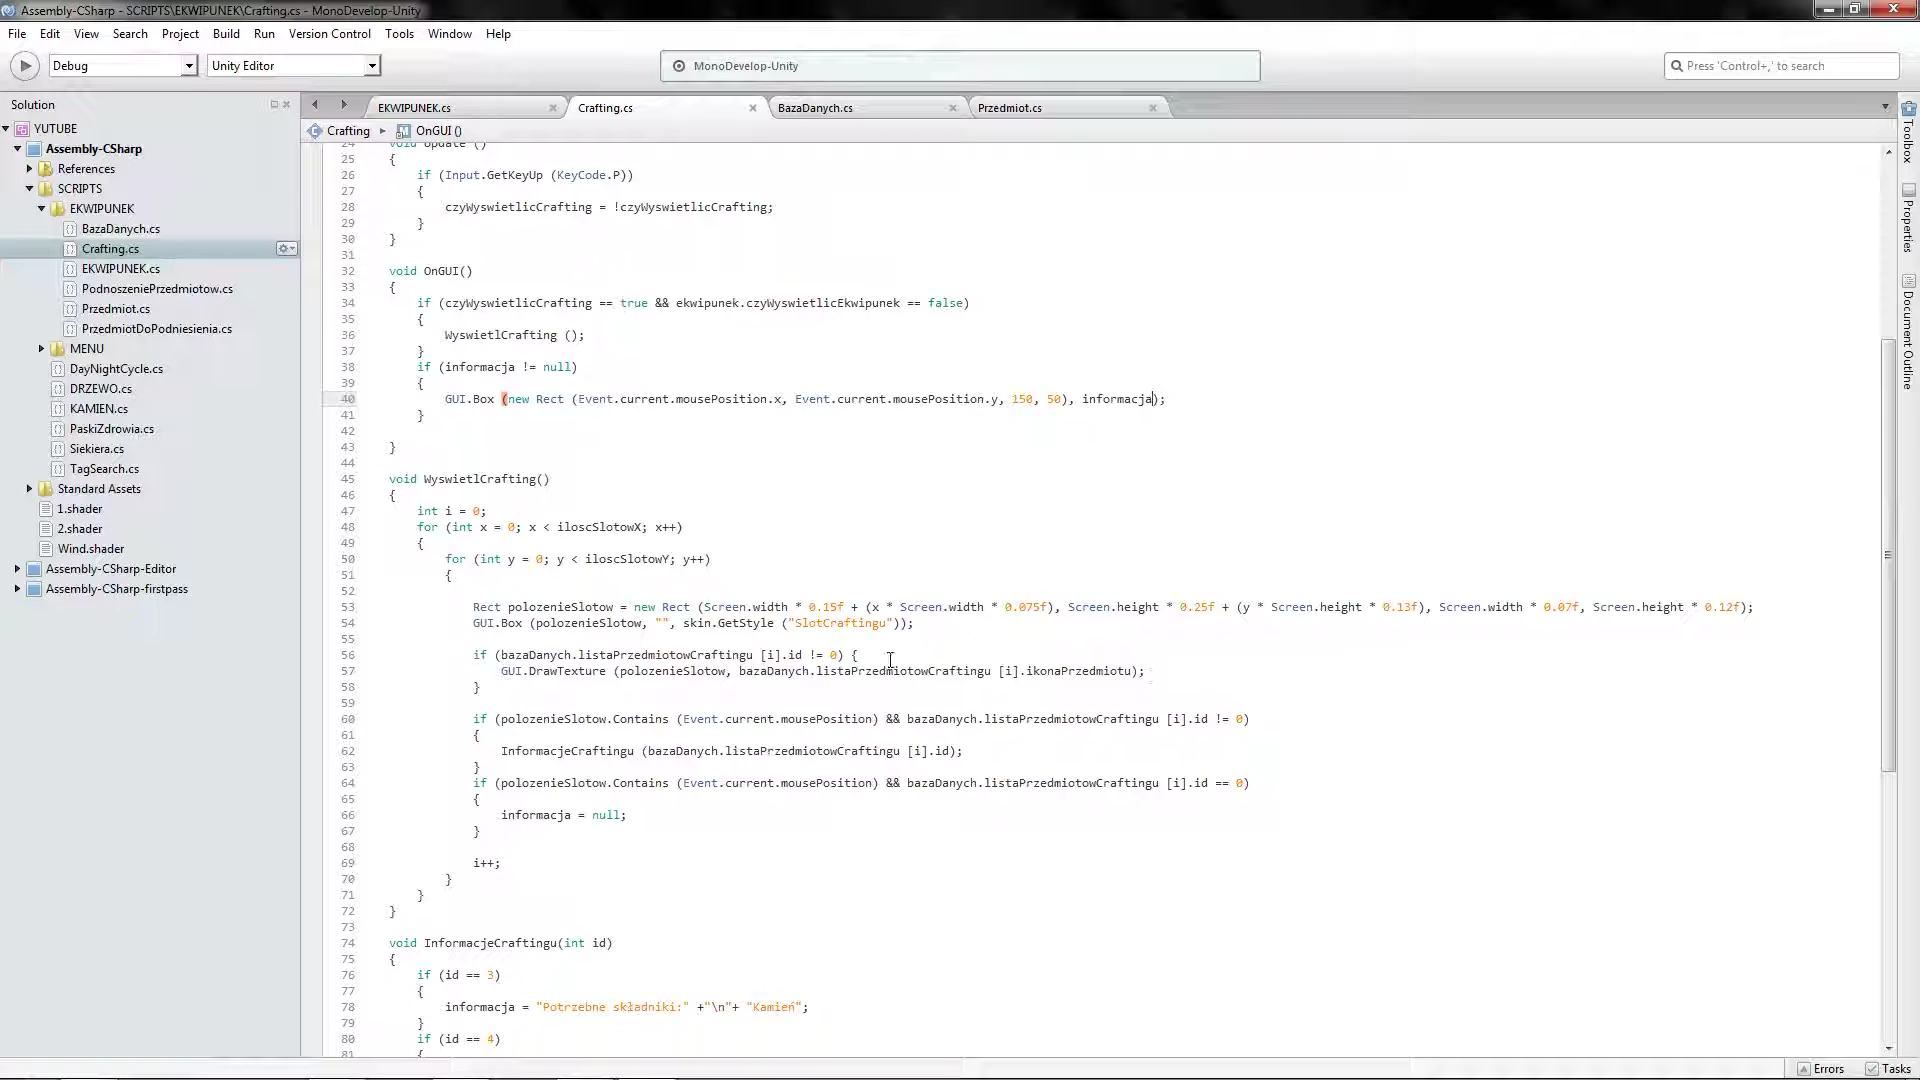 Assembly-CSharp - SCRIPTS\EKWIPUNEK\Crafting.cs - MonoDevelop-Unity
File Edit View Search Project Build Run Version Control Tools Window Help
Debug Unity Editor MonoDevelop-Unity Press 'Control+,' to search
Solution
YUTUBE
Assembly-CSharp
References
SCRIPTS
EKWIPUNEK
BazaDanych.cs
Crafting.cs
EKWIPUNEK.cs
PodnoszeniePrzedmiotow.cs
Przedmiot.cs
PrzedmiotDoPodniesienia.cs
MENU
DayNightCycle.cs
DRZEWO.cs
KAMIEN.cs
PaskiZdrowia.cs
Siekiera.cs
TagSearch.cs
Standard Assets
1.shader
2.shader
Wind.shader
Assembly-CSharp-Editor
Assembly-CSharp-firstpass
EKWIPUNEK.cs Crafting.cs BazaDanych.cs Przedmiot.cs
Crafting OnGUI ()
24 void Update ()
25 {
26 if (Input.GetKeyUp (KeyCode.P))
27 {
28 czyWyswietlicCrafting = !czyWyswietlicCrafting;
29 }
30 }
31
32 void OnGUI()
33 {
34 if (czyWyswietlicCrafting == true && ekwipunek.czyWyswietlicEkwipunek == false)
35 {
36 WyswietlCrafting ();
37 }
38 if (informacja != null)
39 {
40 GUI.Box (new Rect (Event.current.mousePosition.x, Event.current.mousePosition.y, 150, 50), informacja);
41 }
42
43 }
44
45 void WyswietlCrafting()
46 {
47 int i = 0;
48 for (int x = 0; x < iloscSlotowX; x++)
49 {
50 for (int y = 0; y < iloscSlotowY; y++)
51 {
52
53 Rect polozenieSlotow = new Rect (Screen.width * 0.15f + (x * Screen.width * 0.075f), Screen.height * 0.25f + (y * Screen.height * 0.13f), Screen.width * 0.07f, Screen.height * 0.12f);
54 GUI.Box (polozenieSlotow, "", skin.GetStyle ("SlotCraftingu"));
55
56 if (bazaDanych.listaPrzedmiotowCraftingu [i].id != 0) {
57 GUI.DrawTexture (polozenieSlotow, bazaDanych.listaPrzedmiotowCraftingu [i].ikonaPrzedmiotu);
58 }
59
60 if (polozenieSlotow.Contains (Event.current.mousePosition) && bazaDanych.listaPrzedmiotowCraftingu [i].id != 0)
61 {
62 InformacjeCraftingu (bazaDanych.listaPrzedmiotowCraftingu [i].id);
63 }
64 if (polozenieSlotow.Contains (Event.current.mousePosition) && bazaDanych.listaPrzedmiotowCraftingu [i].id == 0)
65 {
66 informacja = null;
67 }
68
69 i++;
70 }
71 }
72 }
73
74 void InformacjeCraftingu(int id)
75 {
76 if (id == 3)
77 {
78 informacja = "Potrzebne składniki:" +"\n"+ "Kamień";
79 }
80 if (id == 4)
81 {
Toolbox
Properties
Document Outline
Errors Tasks